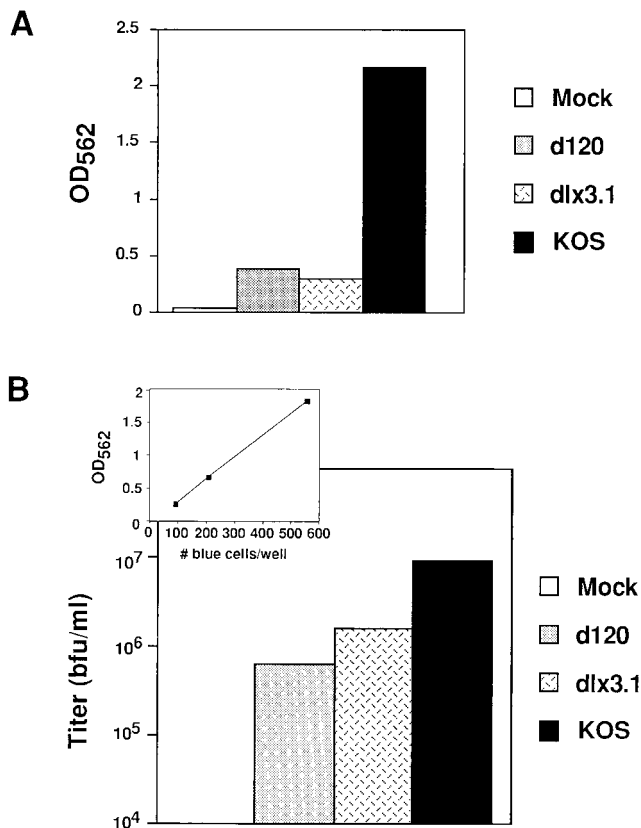 A
2.5
2
1.5
1
0.5
0
OD562
Mock
d120
dlx3.1
KOS
B
2
1.5
1
0.5
0
OD562
0 100 200 300 400 500 600
# blue cells/well
10^7
10^6
10^5
10^4
Titer (bfu/ml)
Mock
d120
dlx3.1
KOS